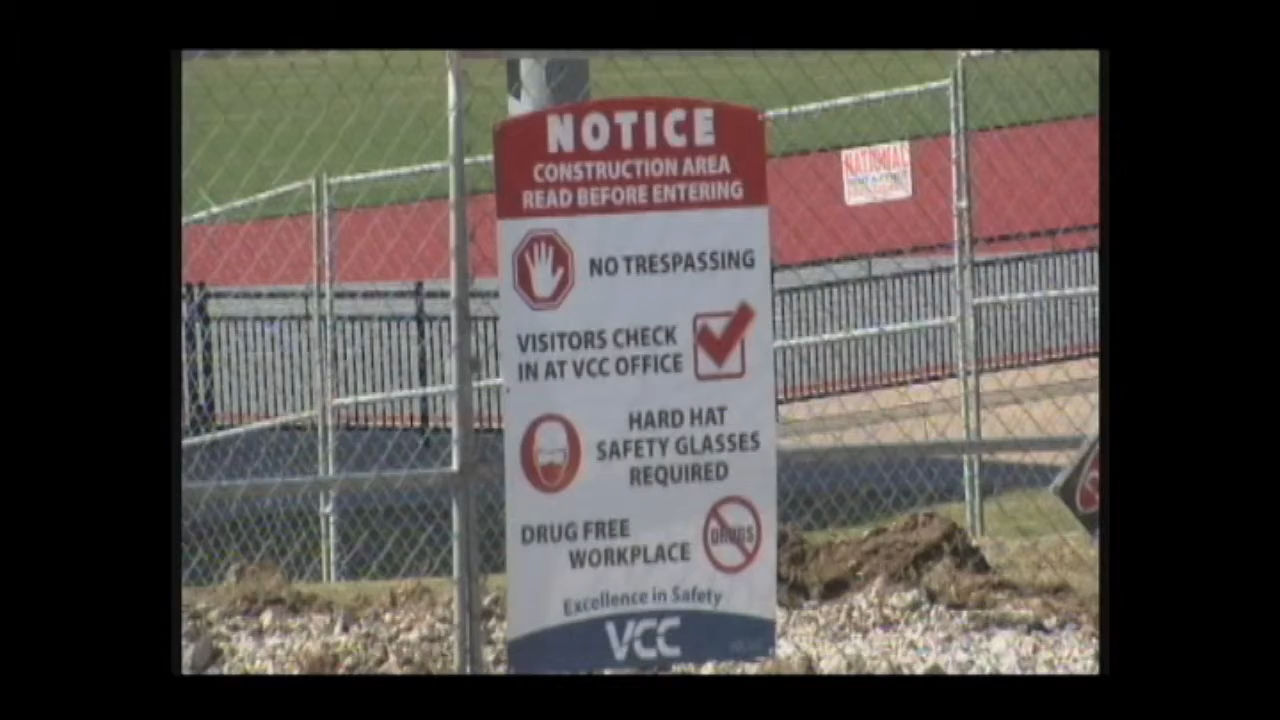 NOTICE
CONSTRUCTION AREA
READ BEFORE ENTERING
NO TRESPASSING
VISITORS CHECK
IN AT VCC OFFICE
HARD HAT
SAFETY GLASSES
REQUIRED
DRUG FREE
WORKPLACE
DRUGS
Excellence in Safety
VCC
NATIONAL